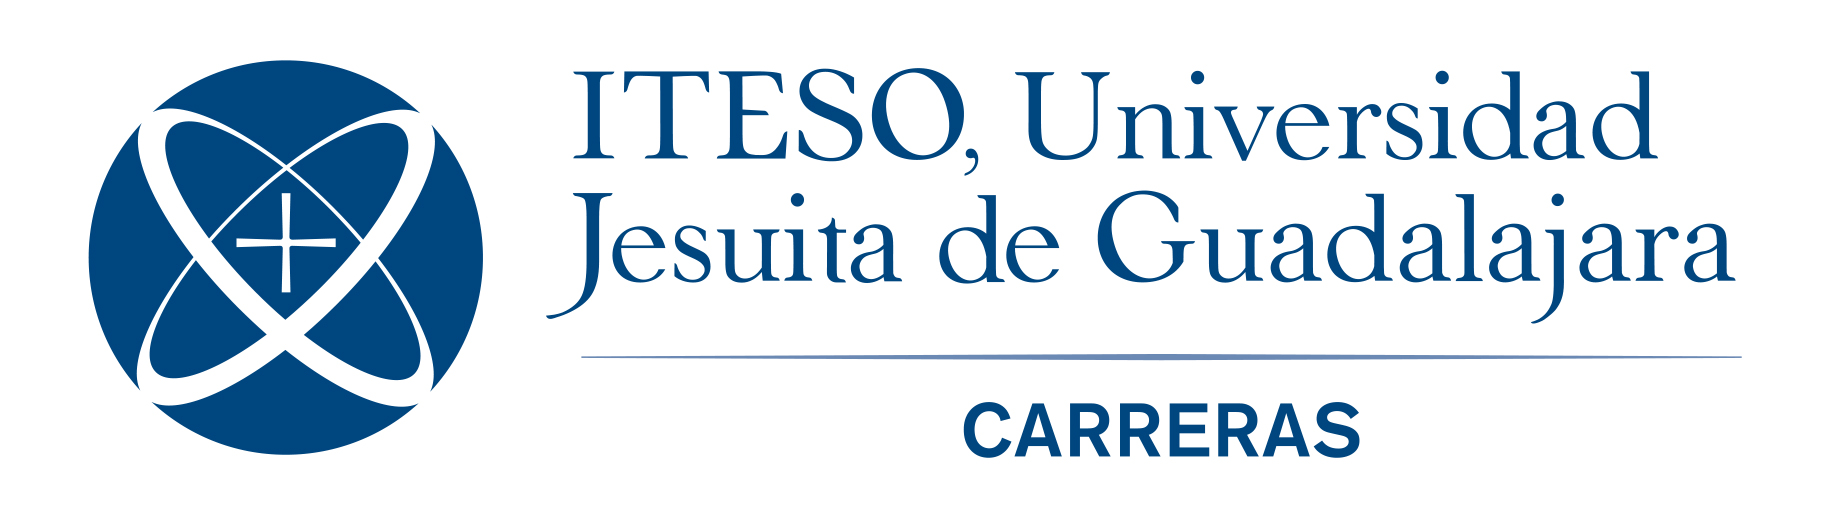 ITESO, Universidad
Jesuita de Guadalajara
CARRERAS